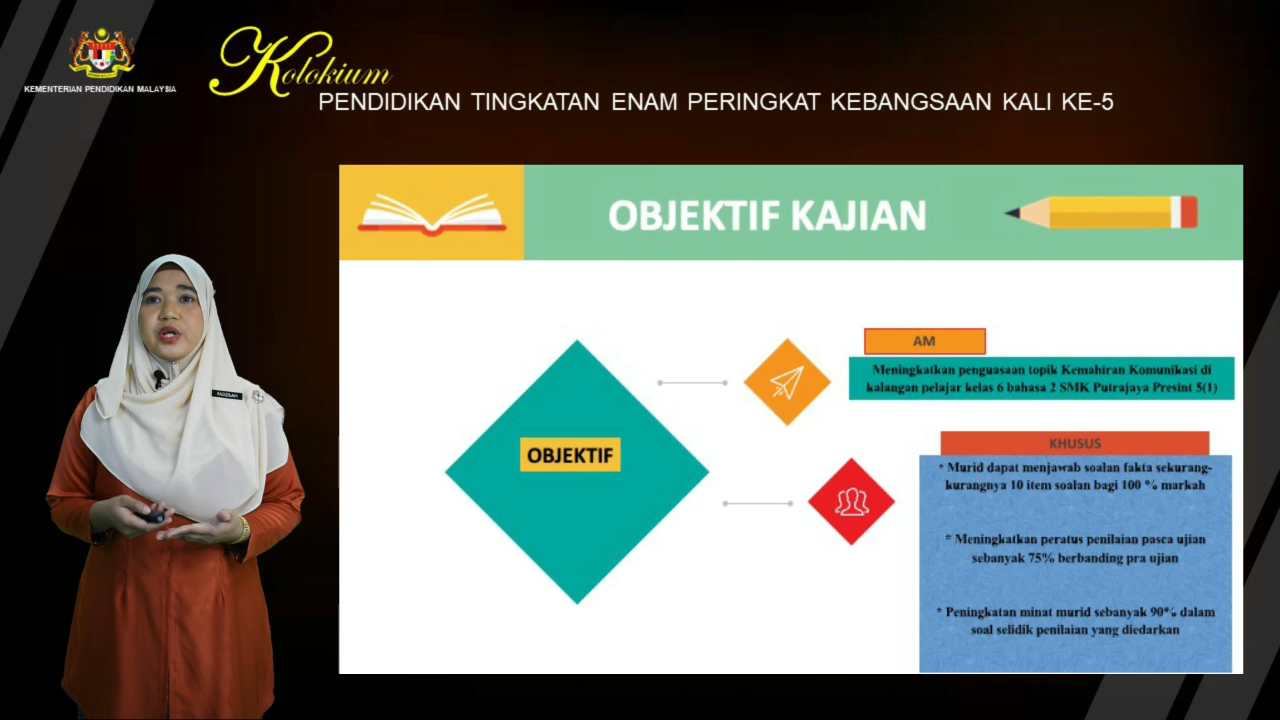 KEMENTERIAN PENDIDIKAN MALAYSIA
Kolokium
PENDIDIKAN TINGKATAN ENAM PERINGKAT KEBANGSAAN KALI KE-5
OBJEKTIF KAJIAN
AM
Meningkatkan penguasaan topik Kemahiran Komunikasi di
kalangan pelajar kelas 6 bahasa 2 SMK Putrajaya Presint 5(1)
OBJEKTIF
KHUSUS
* Murid dapat menjawab soalan fakta sekurang-
kurangnya 10 item soalan bagi 100 % markah
* Meningkatkan peratus penilaian pasca ujian
sebanyak 75% berbanding pra ujian
* Peningkatan minat murid sebanyak 90% dalam
soal selidik penilaian yang diedarkan